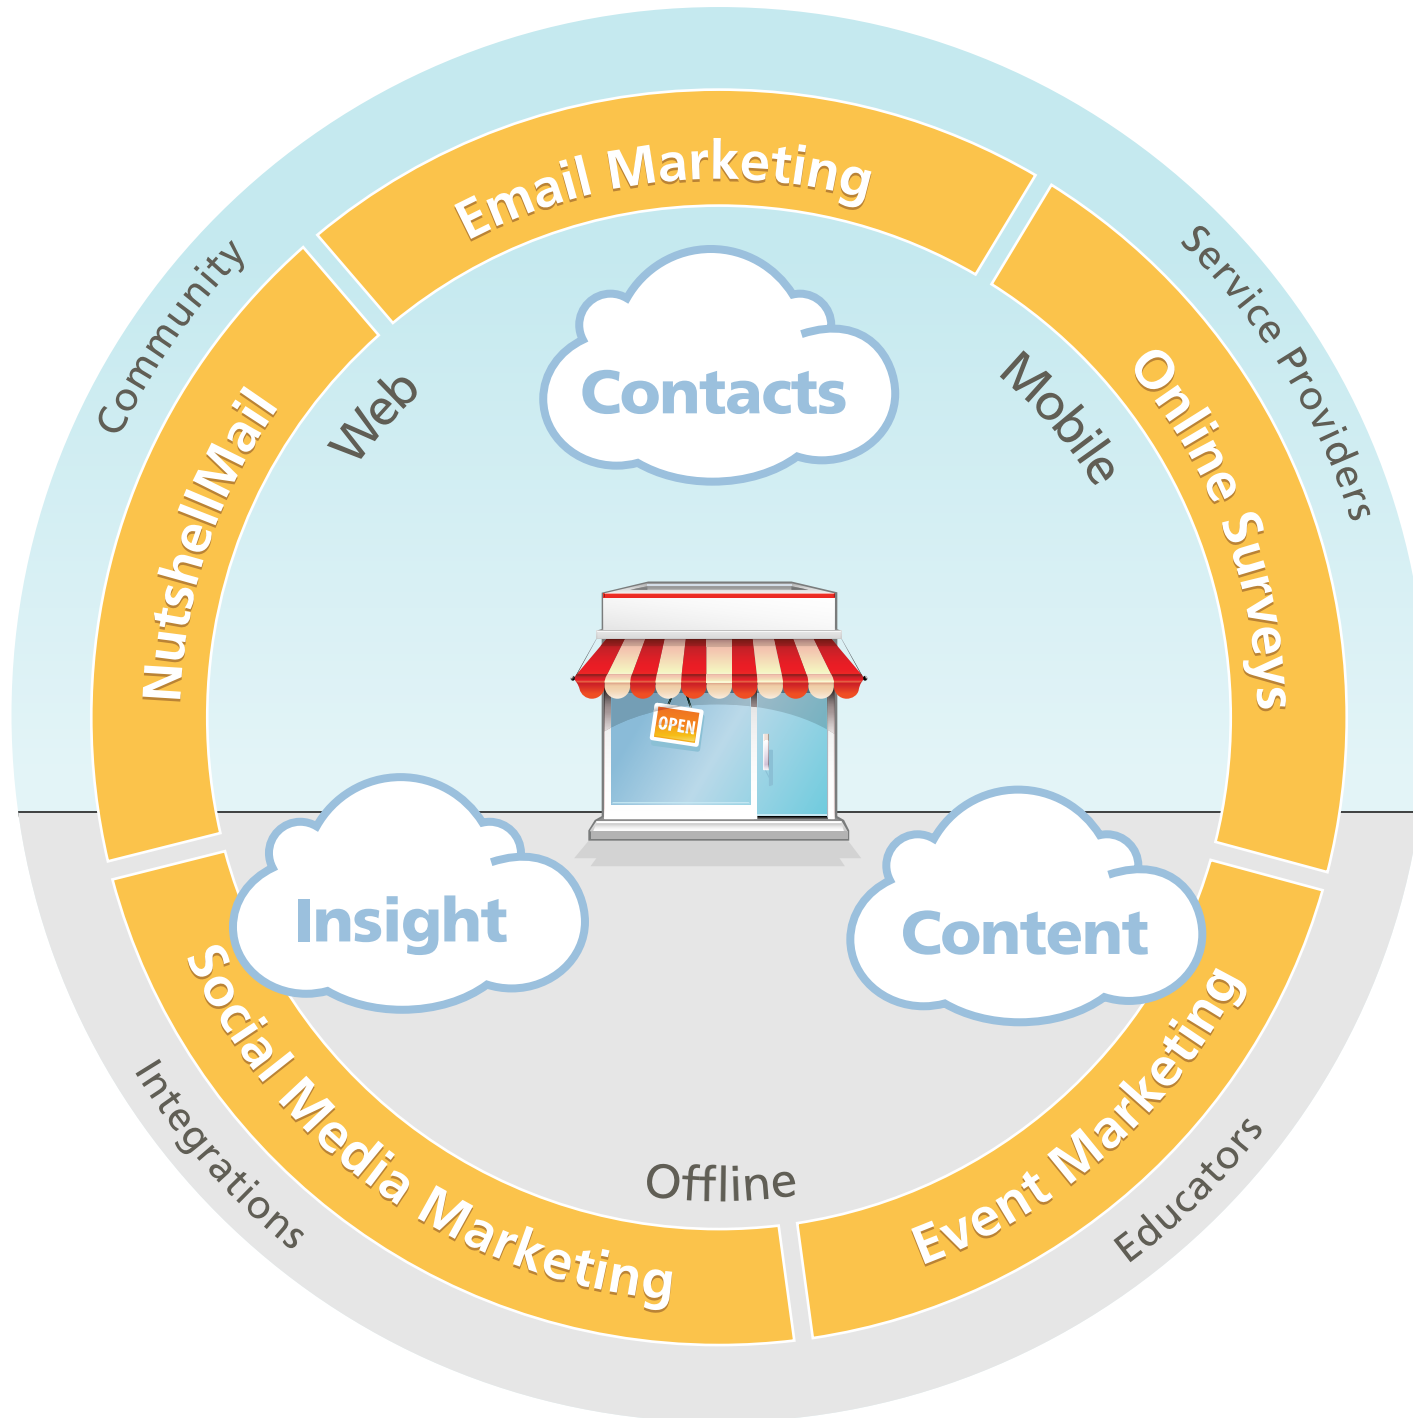 Email Marketing
Community
Service Providers
Online Surveys
NutshellMail
Web
Contacts
Mobile
OPEN
Insight
Content
Social Media Marketing
Event Marketing
Integrations
Offline
Educators